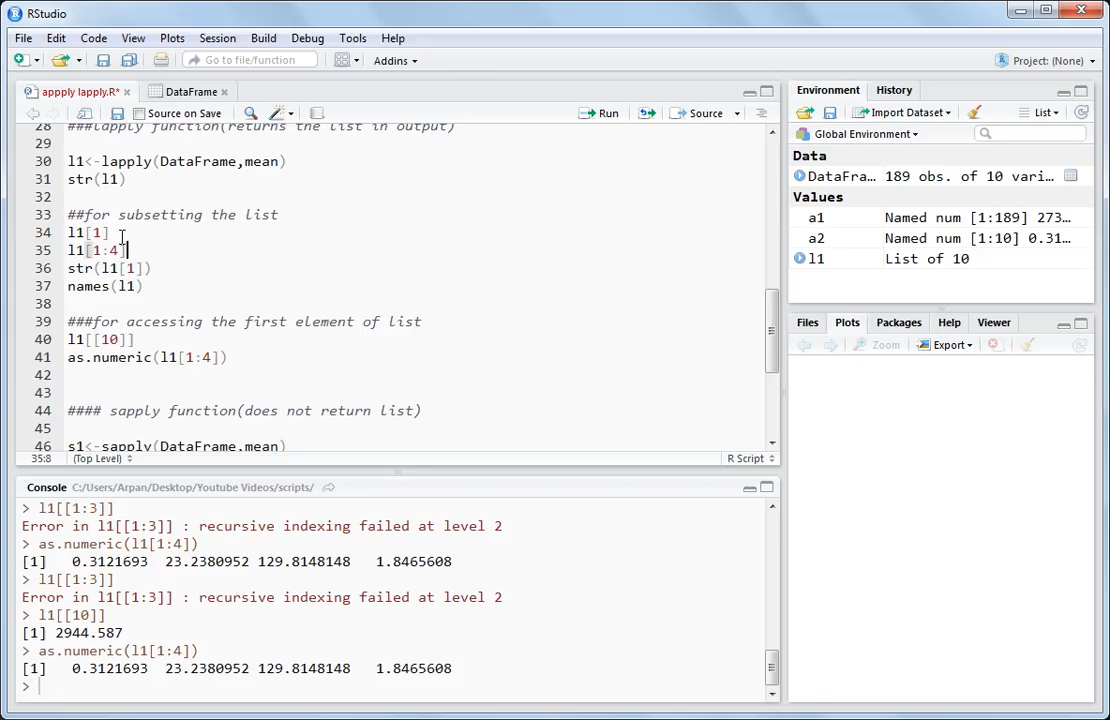 RStudio
File Edit Code View Plots Session Build Debug Tools Help
Go to file/function Addins Project: (None)
appply lapply.R* DataFrame
Source on Save Run Source
28 ###lapply function(returns the list in output)
29
30 l1<-lapply(DataFrame,mean)
31 str(l1)
32
33 ##for subsetting the list
34 l1[1]
35 l1[1:4]
36 str(l1[1])
37 names(l1)
38
39 ###for accessing the first element of list
40 l1[[10]]
41 as.numeric(l1[1:4])
42
43
44 #### sapply function(does not return list)
45
46 s1<-sapply(DataFrame,mean)
35:8 (Top Level) R Script
Console C:/Users/Arpan/Desktop/Youtube Videos/scripts/
> l1[[1:3]]
Error in l1[[1:3]] : recursive indexing failed at level 2
> as.numeric(l1[1:4])
[1] 0.3121693 23.2380952 129.8148148 1.8465608
> l1[[1:3]]
Error in l1[[1:3]] : recursive indexing failed at level 2
> l1[[10]]
[1] 2944.587
> as.numeric(l1[1:4])
[1] 0.3121693 23.2380952 129.8148148 1.8465608
>
Environment History
Import Dataset List
Global Environment
Data
DataFra... 189 obs. of 10 vari...
Values
a1 Named num [1:189] 273...
a2 Named num [1:10] 0.31...
l1 List of 10
Files Plots Packages Help Viewer
Zoom Export